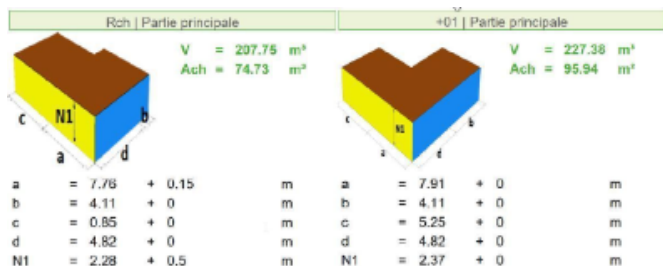 Rch | Partie principale
V = 207.75 m³
Ach = 74.73 m²
c
N1
b
a
d
a = 7.76 + 0.15 m
b = 4.11 + 0 m
c = 0.85 + 0 m
d = 4.82 + 0 m
N1 = 2.28 + 0.5 m
+01 | Partie principale
V = 227.38 m³
Ach = 95.94 m²
c
N1
b
a
d
a = 7.91 + 0 m
b = 4.11 + 0 m
c = 5.25 + 0 m
d = 4.82 + 0 m
N1 = 2.37 + 0 m